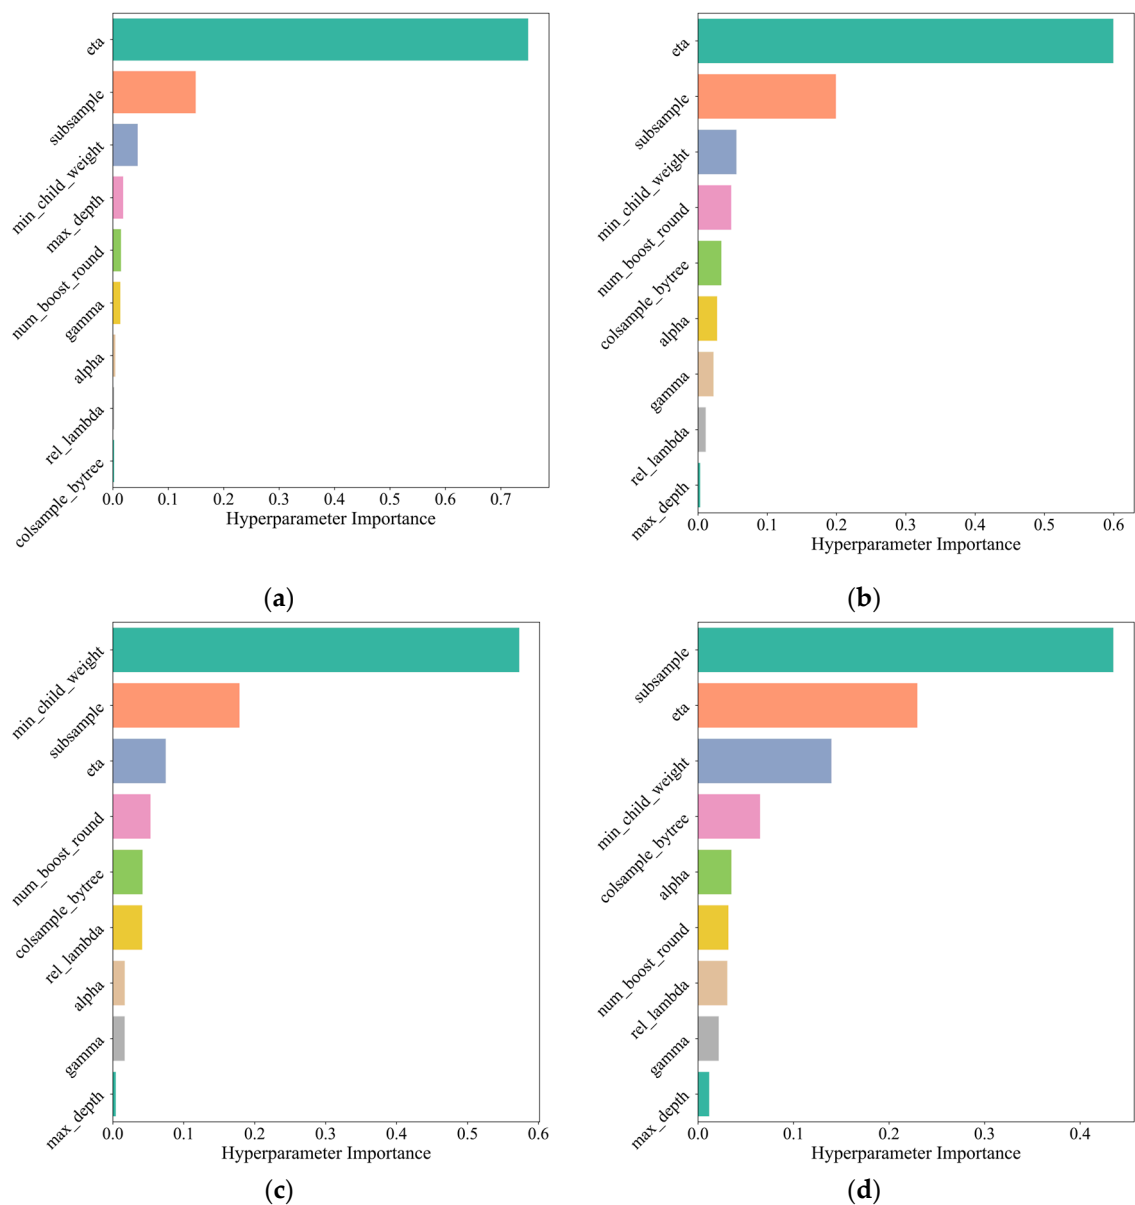 eta
subsample
min_child_weight
max_depth
num_boost_round
gamma
alpha
rel_lambda
colsample_bytree
0.0 0.1 0.2 0.3 0.4 0.5 0.6 0.7
Hyperparameter Importance
(a)
eta
subsample
min_child_weight
num_boost_round
colsample_bytree
alpha
gamma
rel_lambda
max_depth
0.0 0.1 0.2 0.3 0.4 0.5 0.6
Hyperparameter Importance
(b)
min_child_weight
subsample
eta
num_boost_round
colsample_bytree
rel_lambda
alpha
gamma
max_depth
0.0 0.1 0.2 0.3 0.4 0.5 0.6
Hyperparameter Importance
(c)
subsample
eta
min_child_weight
colsample_bytree
alpha
num_boost_round
rel_lambda
gamma
max_depth
0.0 0.1 0.2 0.3 0.4
Hyperparameter Importance
(d)